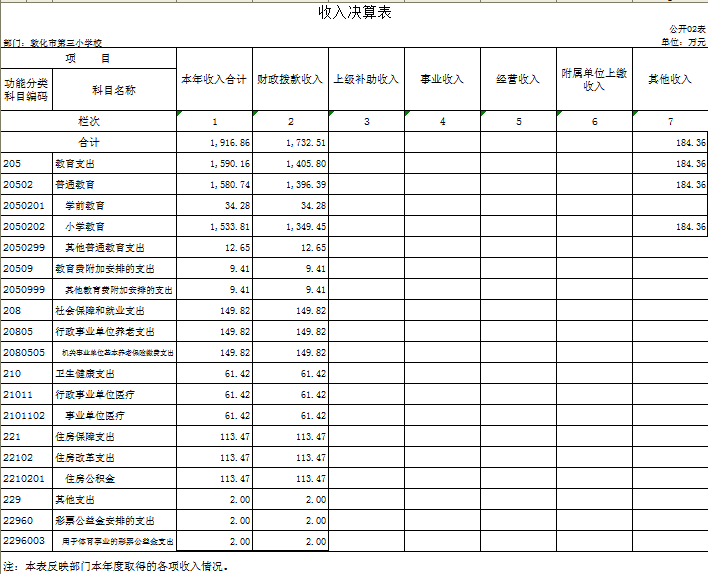 收入决算表
公开02表
部门：敦化市第三小学校 单位：万元
项 目 本年收入合计 财政拨款收入 上级补助收入 事业收入 经营收入 附属单位上缴收入 其他收入
功能分类科目编码 科目名称
栏次 1 2 3 4 5 6 7
合计 1,916.86 1,732.51 184.36
205 教育支出 1,590.16 1,405.80 184.36
20502 普通教育 1,580.74 1,396.39 184.36
2050201 学前教育 34.28 34.28
2050202 小学教育 1,533.81 1,349.45 184.36
2050299 其他普通教育支出 12.65 12.65
20509 教育费附加安排的支出 9.41 9.41
2050999 其他教育费附加安排的支出 9.41 9.41
208 社会保障和就业支出 149.82 149.82
20805 行政事业单位养老支出 149.82 149.82
2080505 机关事业单位基本养老保险缴费支出 149.82 149.82
210 卫生健康支出 61.42 61.42
21011 行政事业单位医疗 61.42 61.42
2101102 事业单位医疗 61.42 61.42
221 住房保障支出 113.47 113.47
22102 住房改革支出 113.47 113.47
2210201 住房公积金 113.47 113.47
229 其他支出 2.00 2.00
22960 彩票公益金安排的支出 2.00 2.00
2296003 用于体育事业的彩票公益金支出 2.00 2.00
注：本表反映部门本年度取得的各项收入情况。